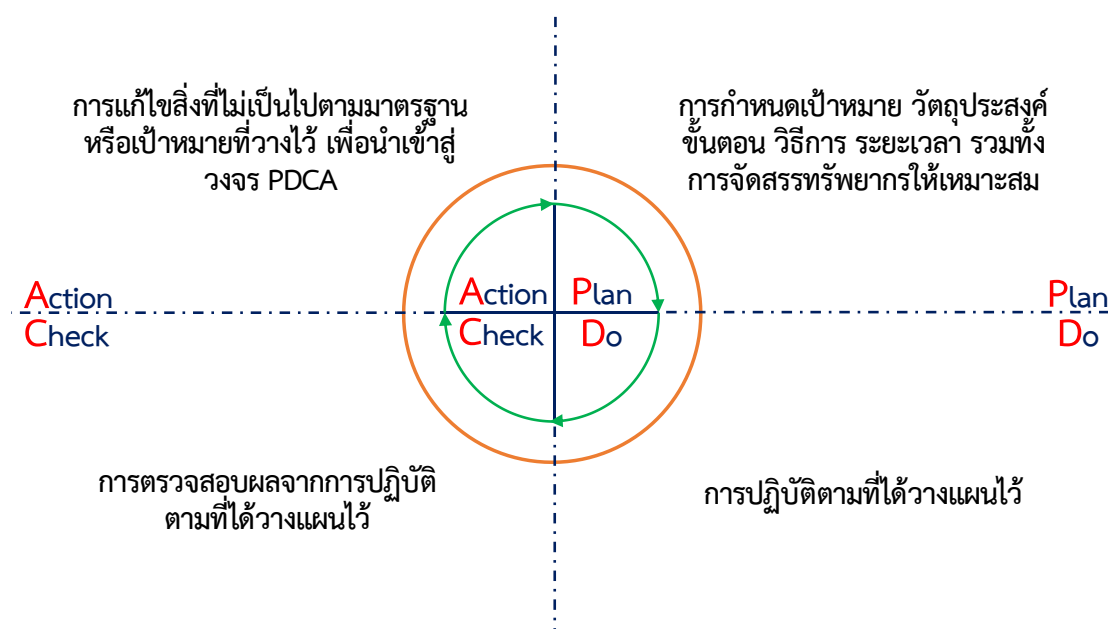 การแก้ไขสิ่งที่ไม่เป็นไปตามมาตรฐาน
หรือเป้าหมายที่วางไว้ เพื่อนำเข้าสู่
วงจร PDCA
การกำหนดเป้าหมาย วัตถุประสงค์
ขั้นตอน วิธีการ ระยะเวลา รวมทั้ง
การจัดสรรทรัพยากรให้เหมาะสม
Action
Check
Action
Plan
Check
Do
Plan
Do
การตรวจสอบผลจากการปฏิบัติ
ตามที่ได้วางแผนไว้
การปฏิบัติตามที่ได้วางแผนไว้